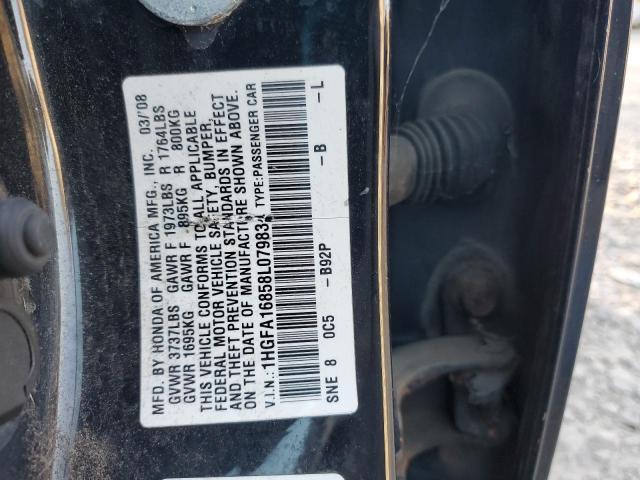 MFD. BY HONDA OF AMERICA MFG., INC. 03/'08
GVWR 3737LBS GAWR F 1973LBS R 1764LBS
GVWR 1695KG GAWR F 895KG R 800KG
THIS VEHICLE CONFORMS TO ALL APPLICABLE
FEDERAL MOTOR VEHICLE SAFETY, BUMPER,
AND THEFT PREVENTION STANDARDS IN EFFECT
ON THE DATE OF MANUFACTURE SHOWN ABOVE.
V.I.N.: 1HGFA16858L079834 TYPE:PASSENGER CAR
SNE 8 0C5 -B92P -B -L